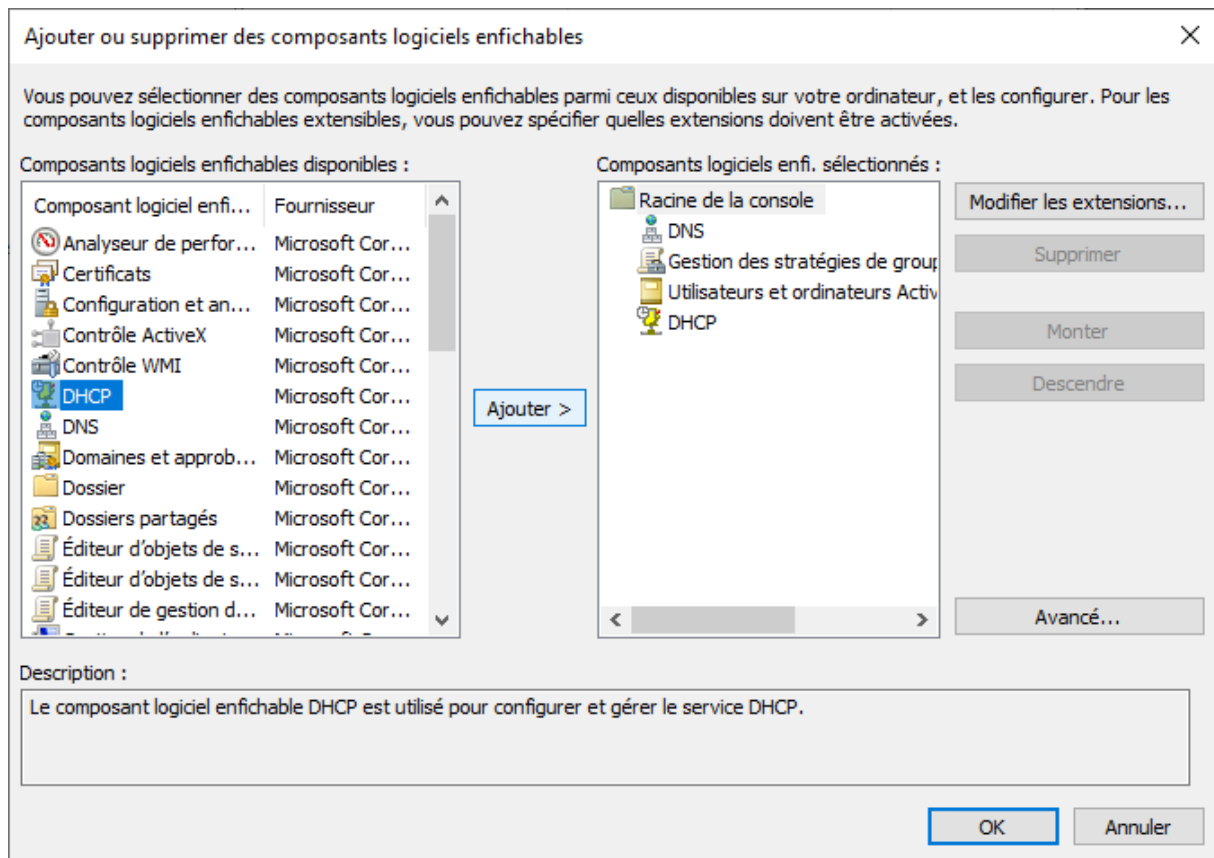 Ajouter ou supprimer des composants logiciels enfichables
Vous pouvez sélectionner des composants logiciels enfichables parmi ceux disponibles sur votre ordinateur, et les configurer. Pour les
composants logiciels enfichables extensibles, vous pouvez spécifier quelles extensions doivent être activées.
Composants logiciels enfichables disponibles :
Composant logiciel enfi... Fournisseur
Analyseur de perfor... Microsoft Cor...
Certificats Microsoft Cor...
Configuration et an... Microsoft Cor...
Contrôle ActiveX Microsoft Cor...
Contrôle WMI Microsoft Cor...
DHCP Microsoft Cor...
DNS Microsoft Cor...
Domaines et approb... Microsoft Cor...
Dossier Microsoft Cor...
Dossiers partagés Microsoft Cor...
Éditeur d'objets de s... Microsoft Cor...
Éditeur d'objets de s... Microsoft Cor...
Éditeur de gestion d... Microsoft Cor...
Ajouter >
Composants logiciels enfi. sélectionnés :
Racine de la console
DNS
Gestion des stratégies de group
Utilisateurs et ordinateurs Activ
DHCP
Modifier les extensions...
Supprimer
Monter
Descendre
Avancé...
Description :
Le composant logiciel enfichable DHCP est utilisé pour configurer et gérer le service DHCP.
OK
Annuler